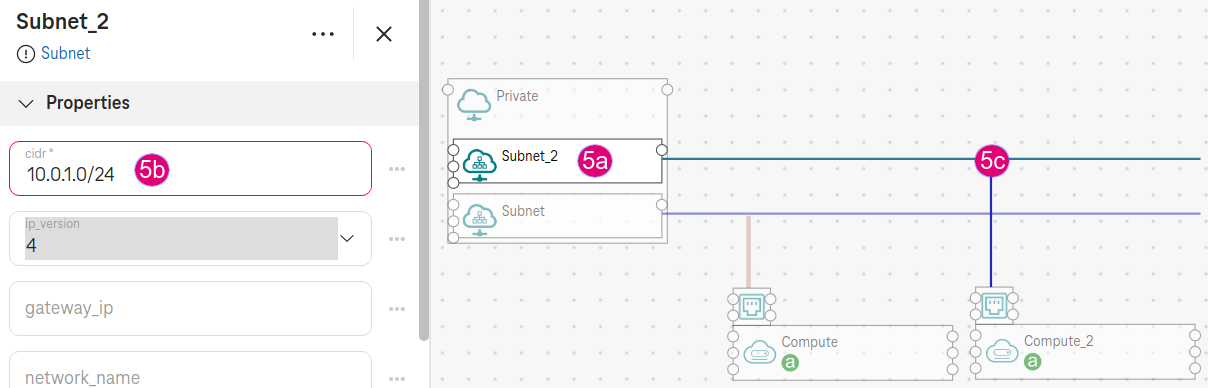 Subnet_2
Subnet
Properties
cidr *
10.0.1.0/24
5b
ip_version
4
gateway_ip
network_name
Private
Subnet_2
5a
5c
Subnet
Compute
a
Compute_2
a